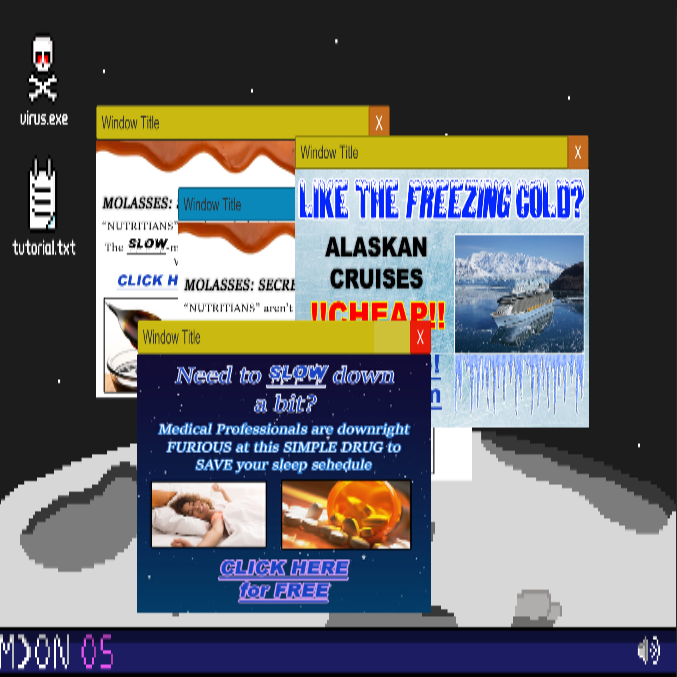 virus.exe
tutorial.txt
Window Title
X
MOLASSES:
"NUTRITIANS"
The SLOW-m
CLICK H
Window Title
MOLASSES: SECRE
"NUTRITIANS" aren't
Window Title
X
LIKE THE FREEZING COLD?
ALASKAN
CRUISES
!!CHEAP!!
!
m
Window Title
X
Need to SLOW down
a bit?
Medical Professionals are downright
FURIOUS at this SIMPLE DRUG to
SAVE your sleep sehedule
CLICK HERE
for FREE
MOON OS